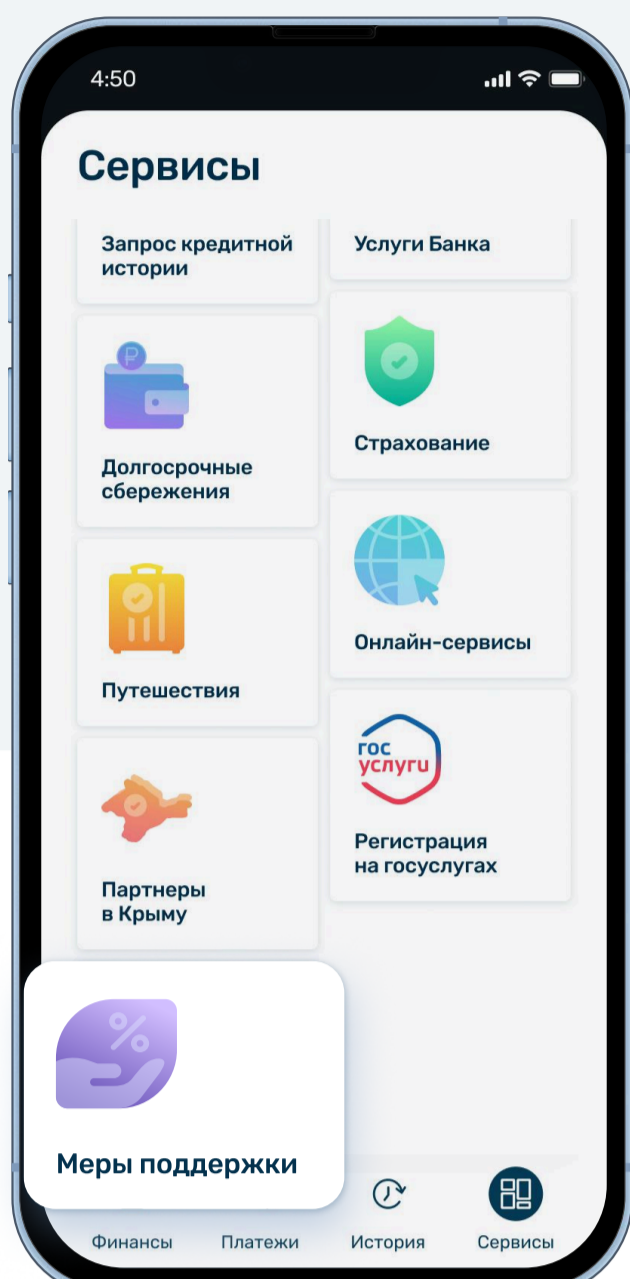 4:50
Сервисы
Запрос кредитной
истории
Услуги Банка
Долгосрочные
сбережения
Страхование
Путешествия
Онлайн-сервисы
Партнеры
в Крыму
гос
услуги
Регистрация
на госуслугах
%
Меры поддержки
Финансы
Платежи
История
Сервисы